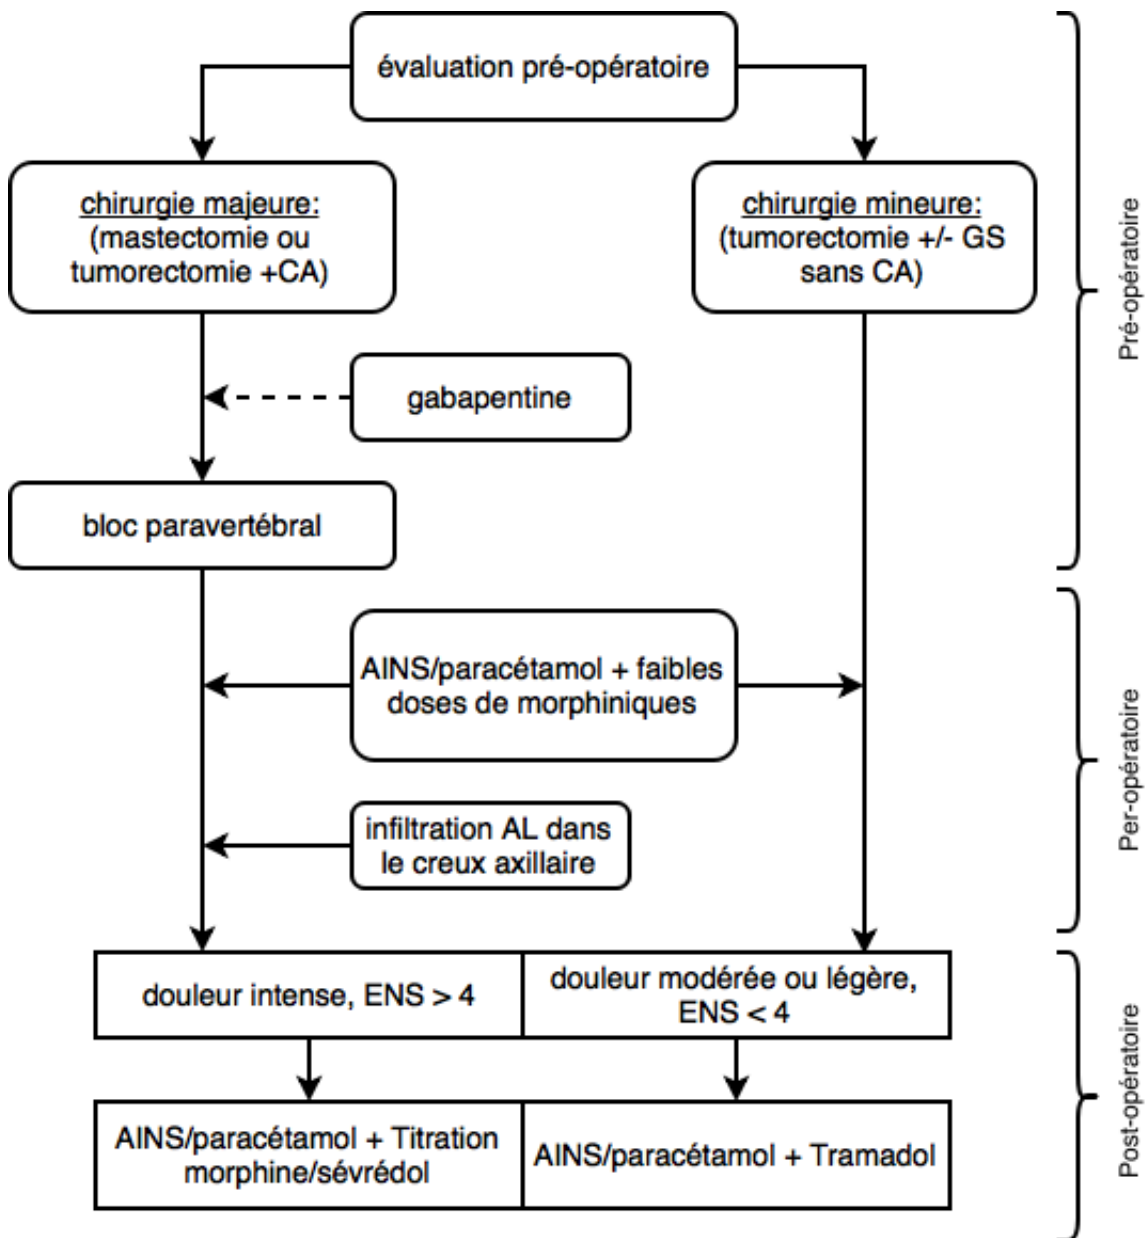 évaluation pré-opératoire
chirurgie majeure:
(mastectomie ou
tumorectomie +CA)
chirurgie mineure:
(tumorectomie +/- GS
sans CA)
Pré-opératoire
gabapentine
bloc paravertébral
AINS/paracétamol + faibles
doses de morphiniques
Per-opératoire
infiltration AL dans
le creux axillaire
douleur intense, ENS > 4
douleur modérée ou légère,
ENS < 4
Post-opératoire
AINS/paracétamol + Titration
morphine/sévrédol
AINS/paracétamol + Tramadol